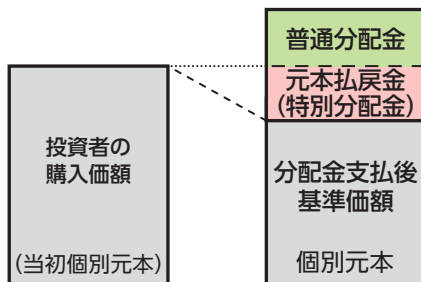 普通分配金
元本払戻金
(特別分配金)
投資者の
購入価額
(当初個別元本)
分配金支払後
基準価額
個別元本